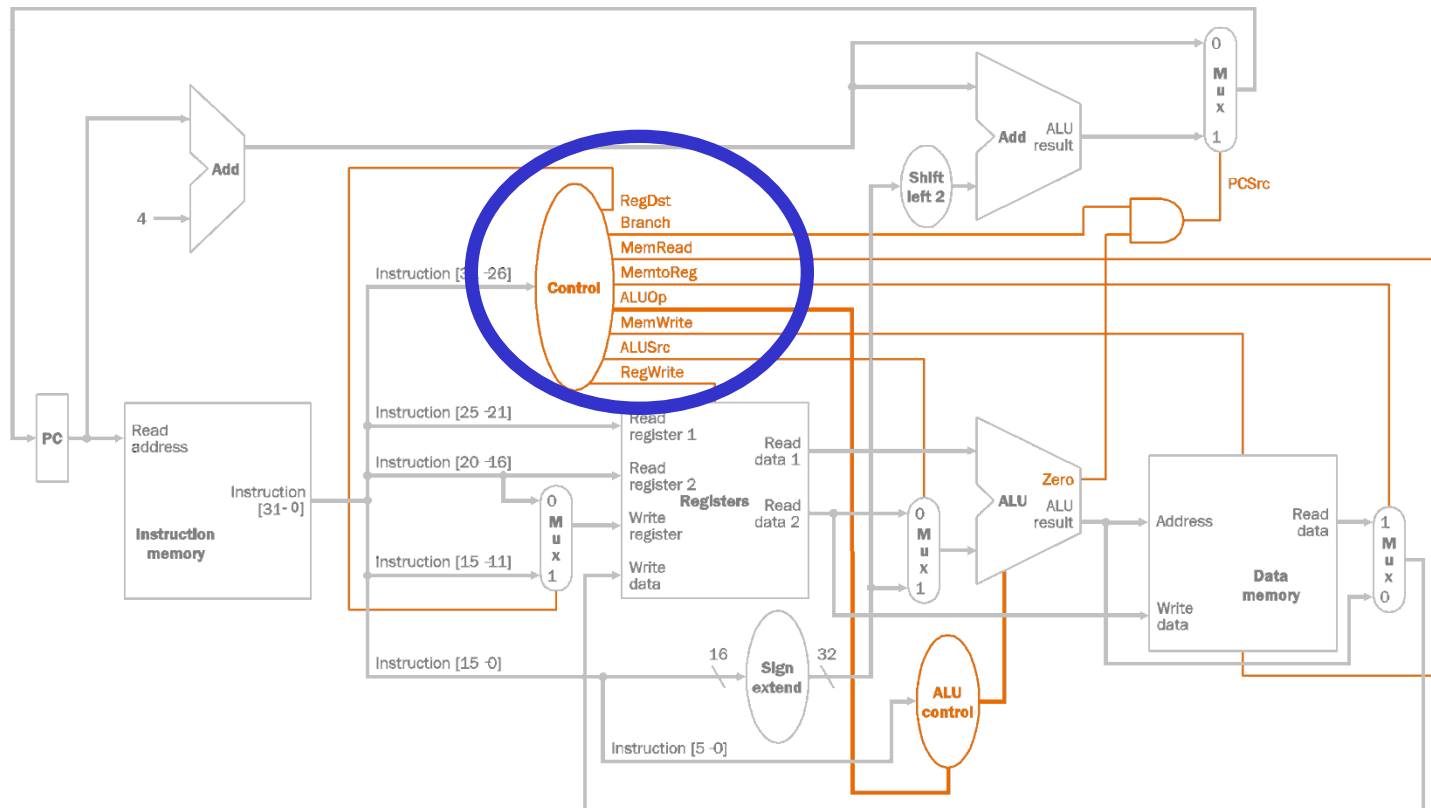 0
M
u
x
1
Add
ALU
result
Add
Shift
left 2
PCSrc
4
RegDst
Branch
MemRead
MemtoReg
ALUOp
MemWrite
ALUSrc
RegWrite
Control
Instruction [31-26]
PC
Read
address
Instruction
[31-0]
Instruction
memory
Instruction [25-21]
Instruction [20-16]
Instruction [15-11]
0
M
u
x
1
Read
register 1
Read
register 2
Write
register
Write
data
Registers
Read
data 1
Read
data 2
0
M
u
x
1
Zero
ALU
ALU
result
Address
Write
data
Read
data
Data
memory
1
M
u
x
0
Instruction [15-0]
16
Sign
extend
32
ALU
control
Instruction [5-0]